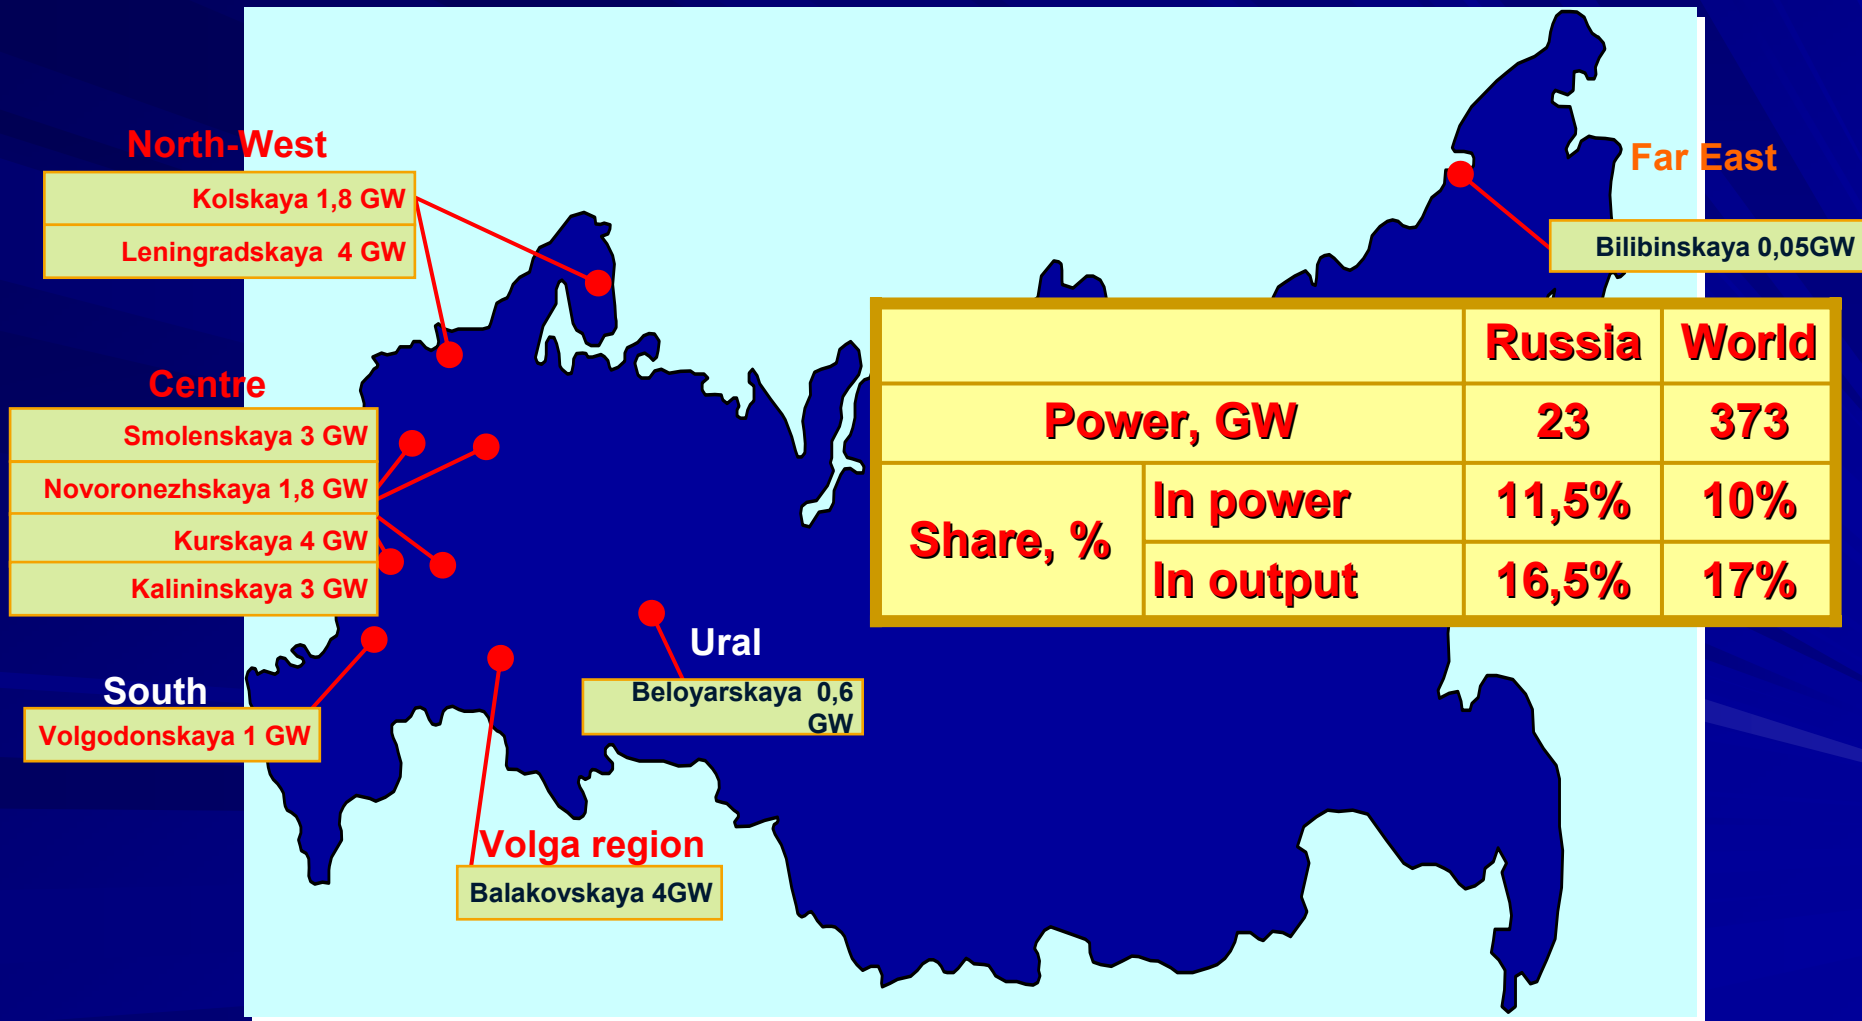 North-West
Kolskaya 1,8 GW
Leningradskaya 4 GW
Centre
Smolenskaya 3 GW
Novoronezhskaya 1,8 GW
Kurskaya 4 GW
Kalininskaya 3 GW
South
Volgodonskaya 1 GW
Volga region
Balakovskaya 4GW
Ural
Beloyarskaya 0,6
GW
Far East
Bilibinskaya 0,05GW
Russia World
Power, GW 23 373
Share, %
In power 11,5% 10%
In output 16,5% 17%